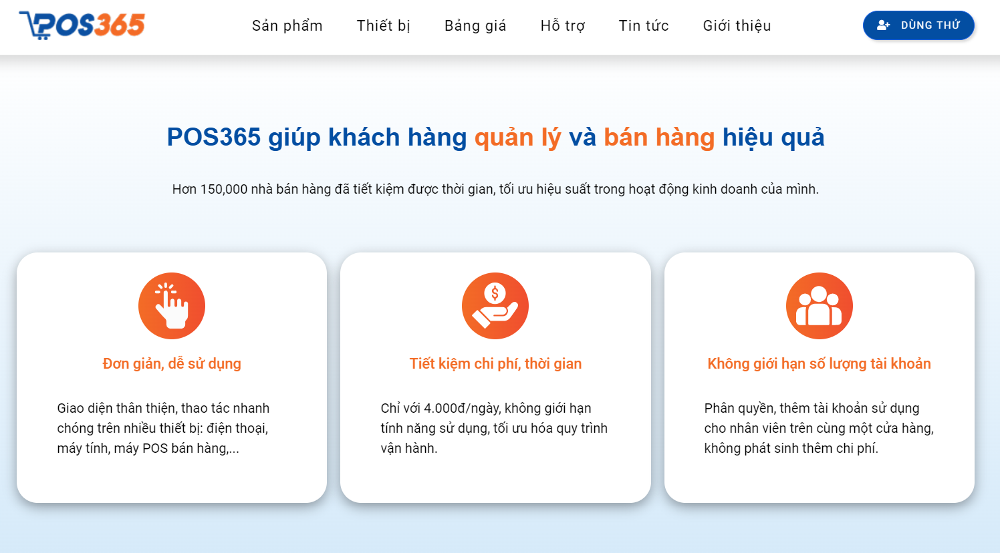 POS365
Sản phẩm
Thiết bị
Bảng giá
Hỗ trợ
Tin tức
Giới thiệu
DÙNG THỬ
POS365 giúp khách hàng quản lý và bán hàng hiệu quả
Hơn 150,000 nhà bán hàng đã tiết kiệm được thời gian, tối ưu hiệu suất trong hoạt động kinh doanh của mình.
Đơn giản, dễ sử dụng
Giao diện thân thiện, thao tác nhanh
chóng trên nhiều thiết bị: điện thoại,
máy tính, máy POS bán hàng,...
$
Tiết kiệm chi phí, thời gian
Chỉ với 4.000đ/ngày, không giới hạn
tính năng sử dụng, tối ưu hóa quy trình
vận hành.
Không giới hạn số lượng tài khoản
Phân quyền, thêm tài khoản sử dụng
cho nhân viên trên cùng một cửa hàng,
không phát sinh thêm chi phí.